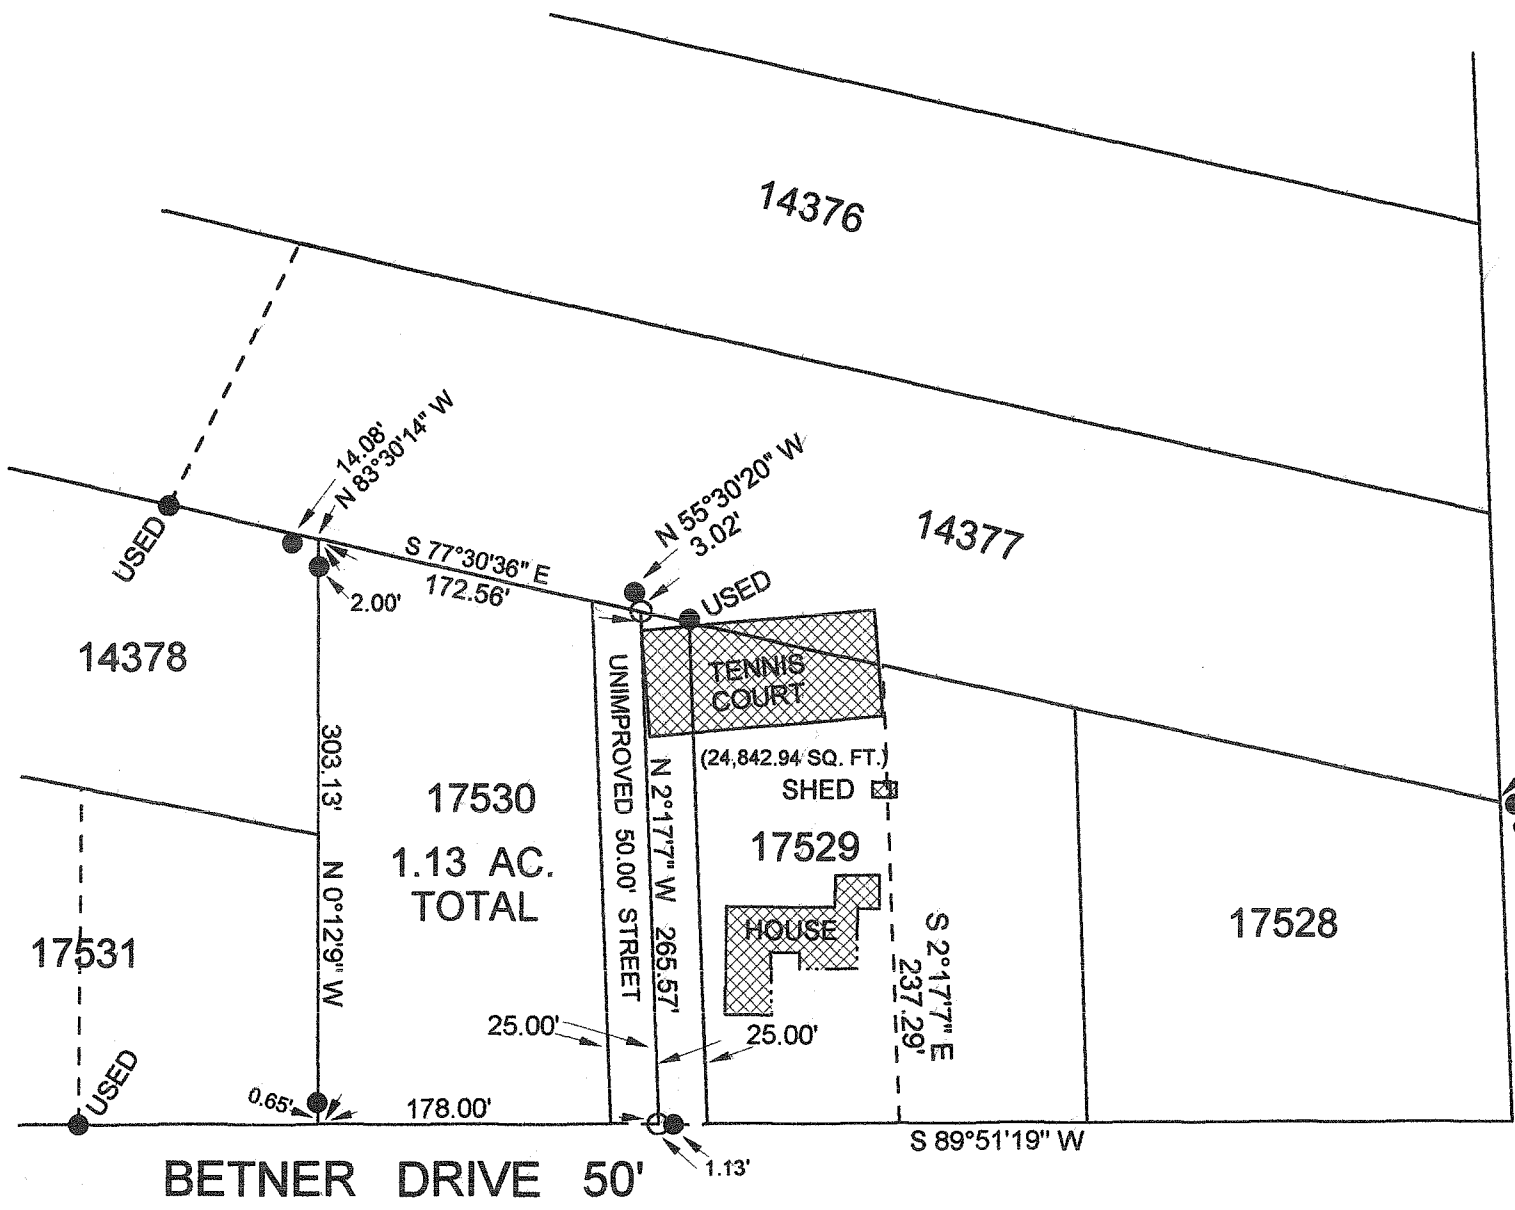 14376
14.08'
N 83°30'14" W
N 55°30'20" W
3.02'
14377
USED
S 77°30'36" E
172.56'
USED
2.00'
14378
TENNIS
COURT
UNIMPROVED 50.00' STREET
303.13'
N 0°12'9" W
N 2°17'7" W 265.57'
(24,842.94 SQ. FT.)
SHED
17530
1.13 AC.
TOTAL
17529
HOUSE
17528
17531
S 2°17'7" E
237.29'
25.00'
25.00'
USED
0.65'
178.00'
S 89°51'19" W
1.13'
BETNER DRIVE 50'